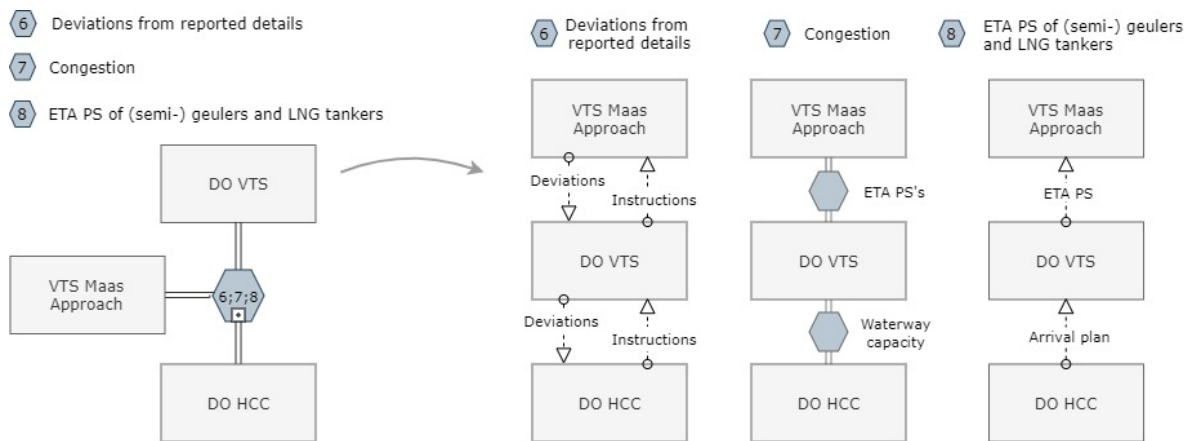 6 Deviations from reported details
7 Congestion
8 ETA PS of (semi-) geulers and LNG tankers
DO VTS
VTS Maas
Approach
6;7;8
DO HCC
6 Deviations from
reported details
VTS Maas
Approach
Deviations
Instructions
DO VTS
Deviations
Instructions
DO HCC
7 Congestion
VTS Maas
Approach
ETA PS's
DO VTS
Waterway
capacity
DO HCC
8 ETA PS of (semi-) geulers
and LNG tankers
VTS Maas
Approach
ETA PS
DO VTS
Arrival plan
DO HCC